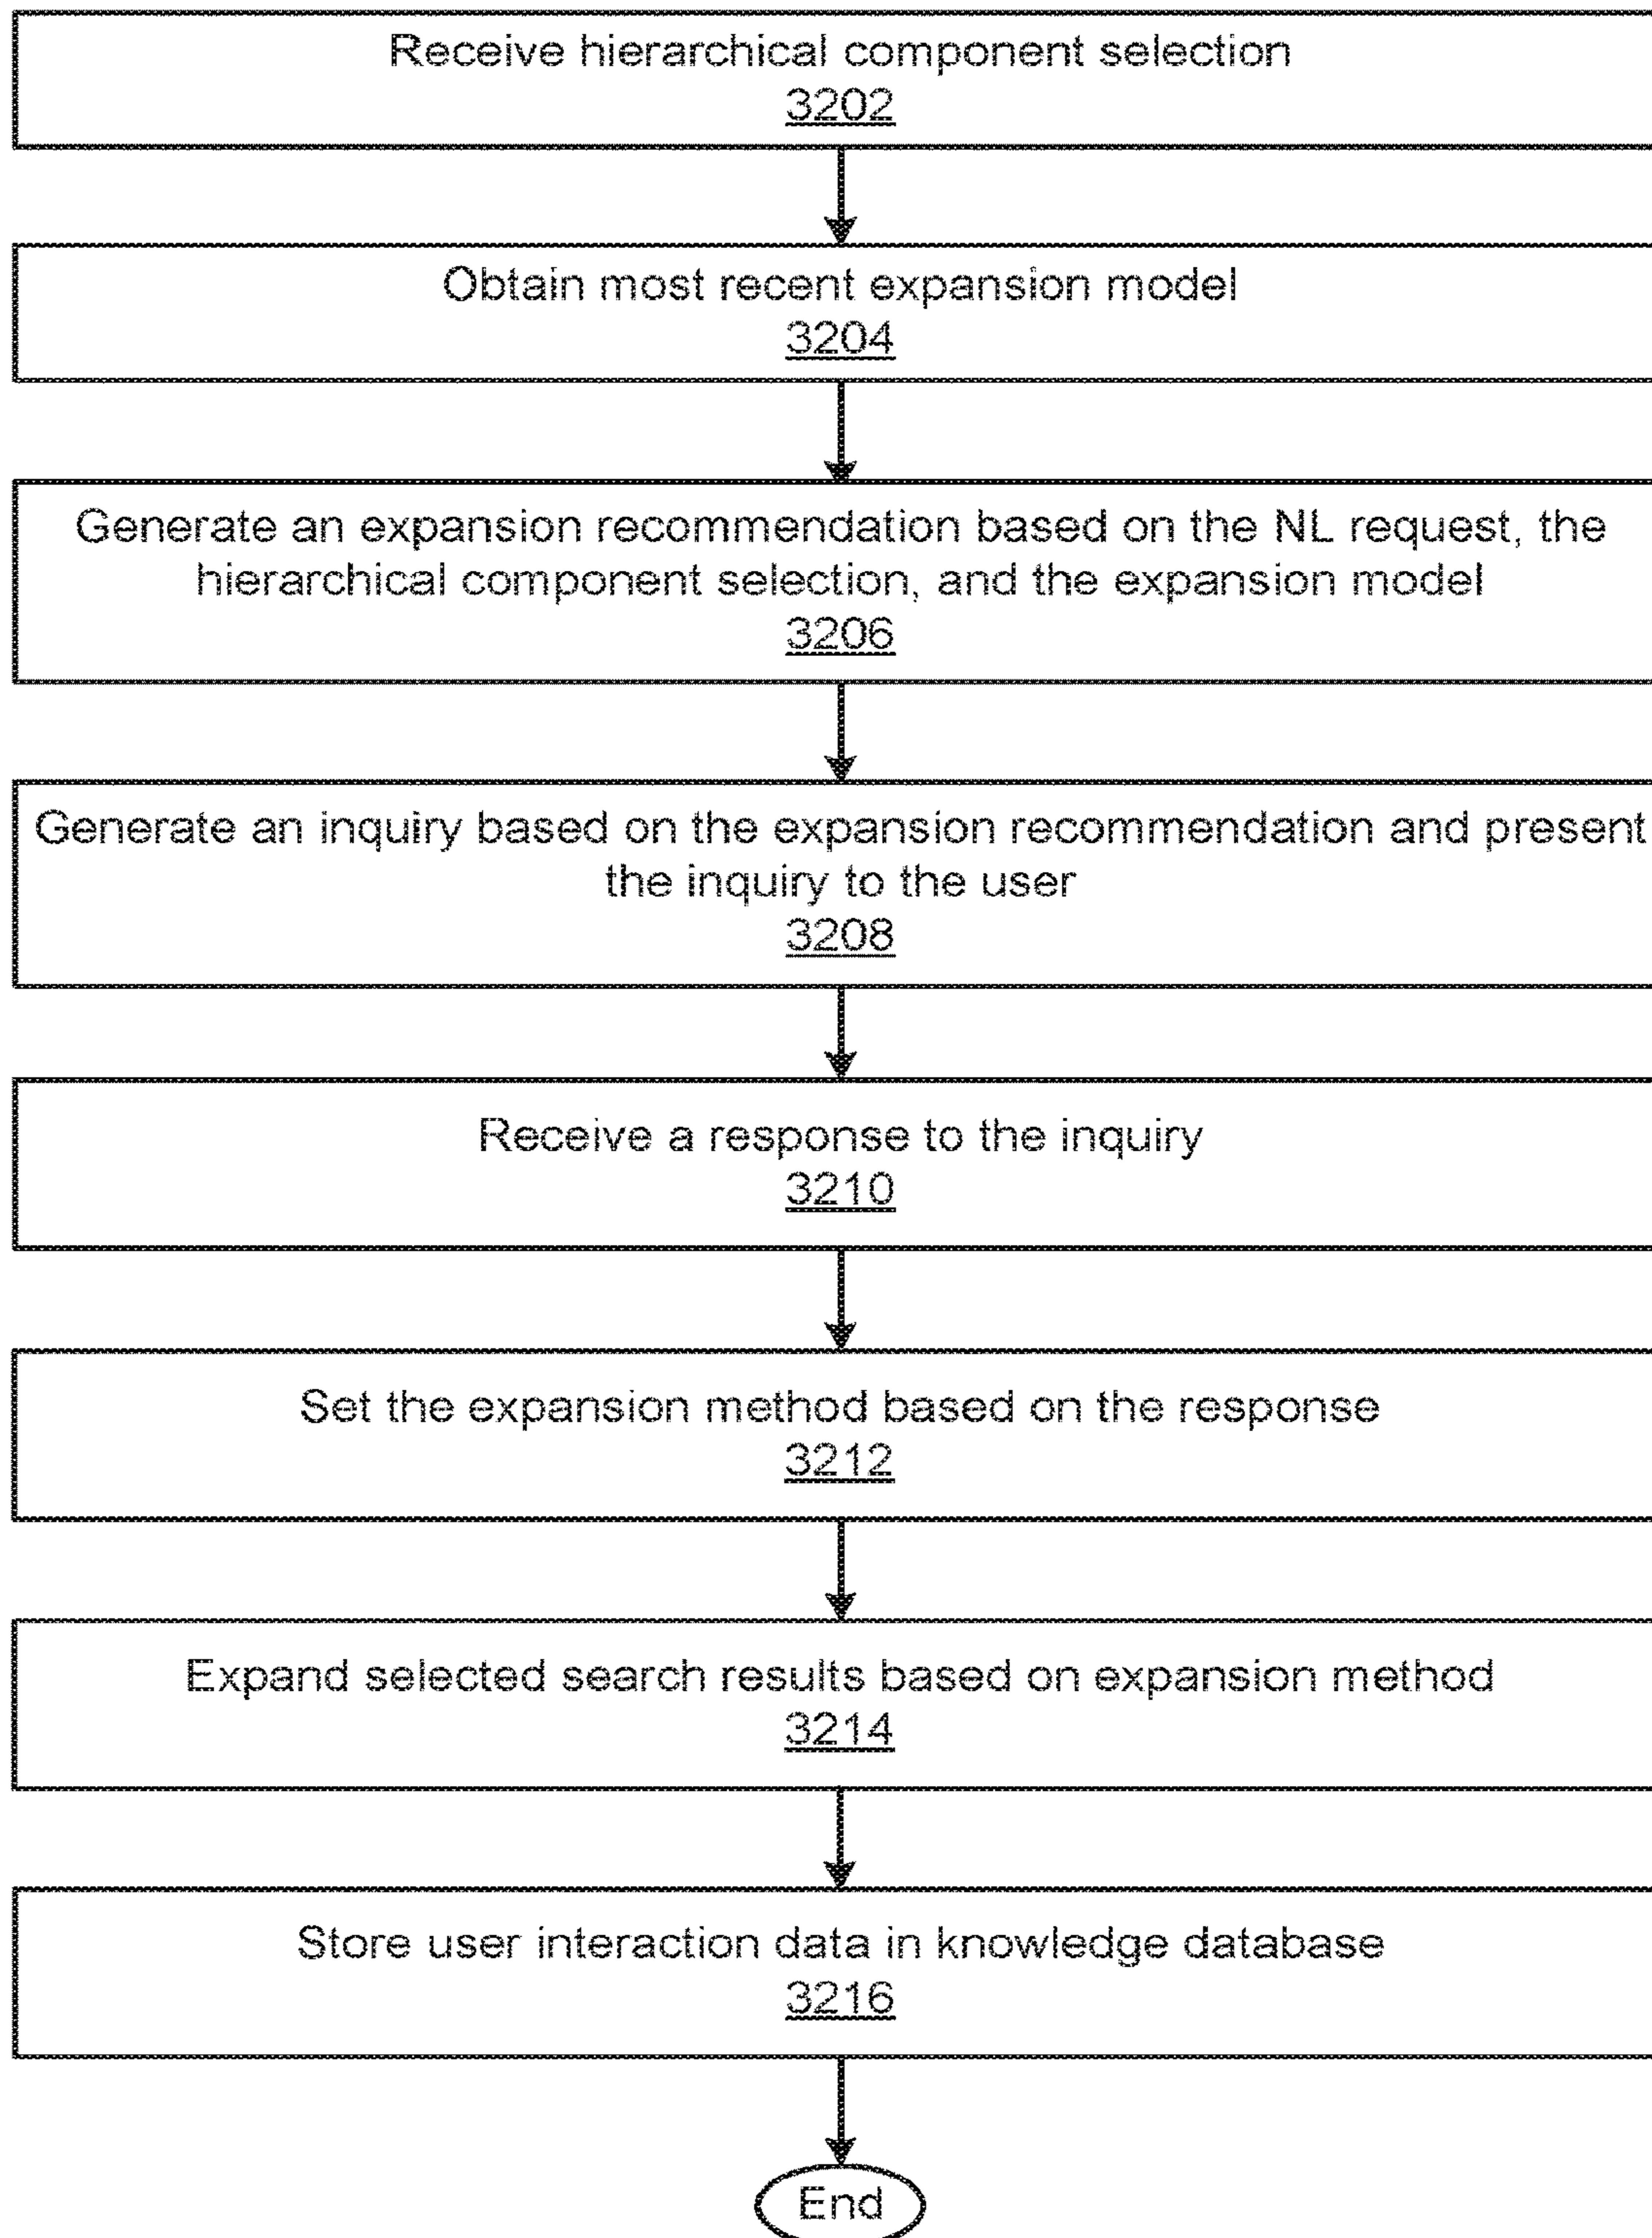 Receive hierarchical component selection
3202
Obtain most recent expansion model
3204
Generate an expansion recommendation based on the NL request, the
hierarchical component selection, and the expansion model
3206
Generate an inquiry based on the expansion recommendation and present
the inquiry to the user
3208
Receive a response to the inquiry
3210
Set the expansion method based on the response
3212
Expand selected search results based on expansion method
3214
Store user interaction data in knowledge database
3216
End